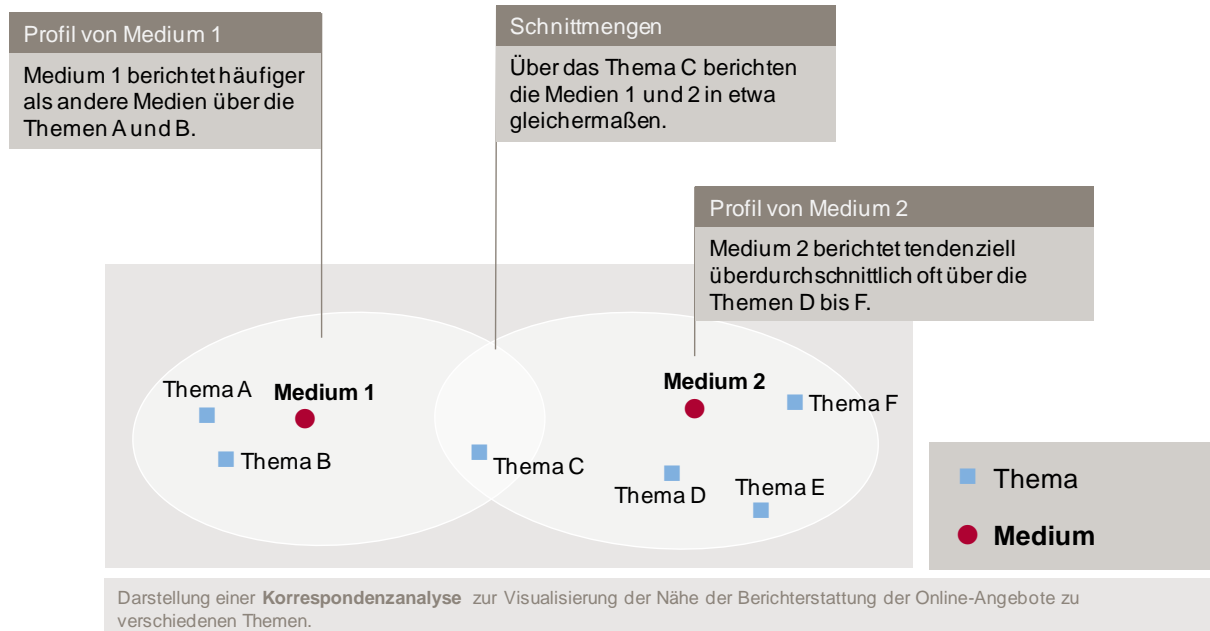 Profil von Medium 1
Medium 1 berichtet häufiger
als andere Medien über die
Themen A und B.
Schnittmengen
Über das Thema C berichten
die Medien 1 und 2 in etwa
gleichermaßen.
Profil von Medium 2
Medium 2 berichtet tendenziell
überdurchschnittlich oft über die
Themen D bis F.
Thema A
Medium 1
Thema B
Thema C
Medium 2
Thema F
Thema D
Thema E
Thema
Medium
Darstellung einer Korrespondenzanalyse zur Visualisierung der Nähe der Berichterstattung der Online-Angebote zu
verschiedenen Themen.